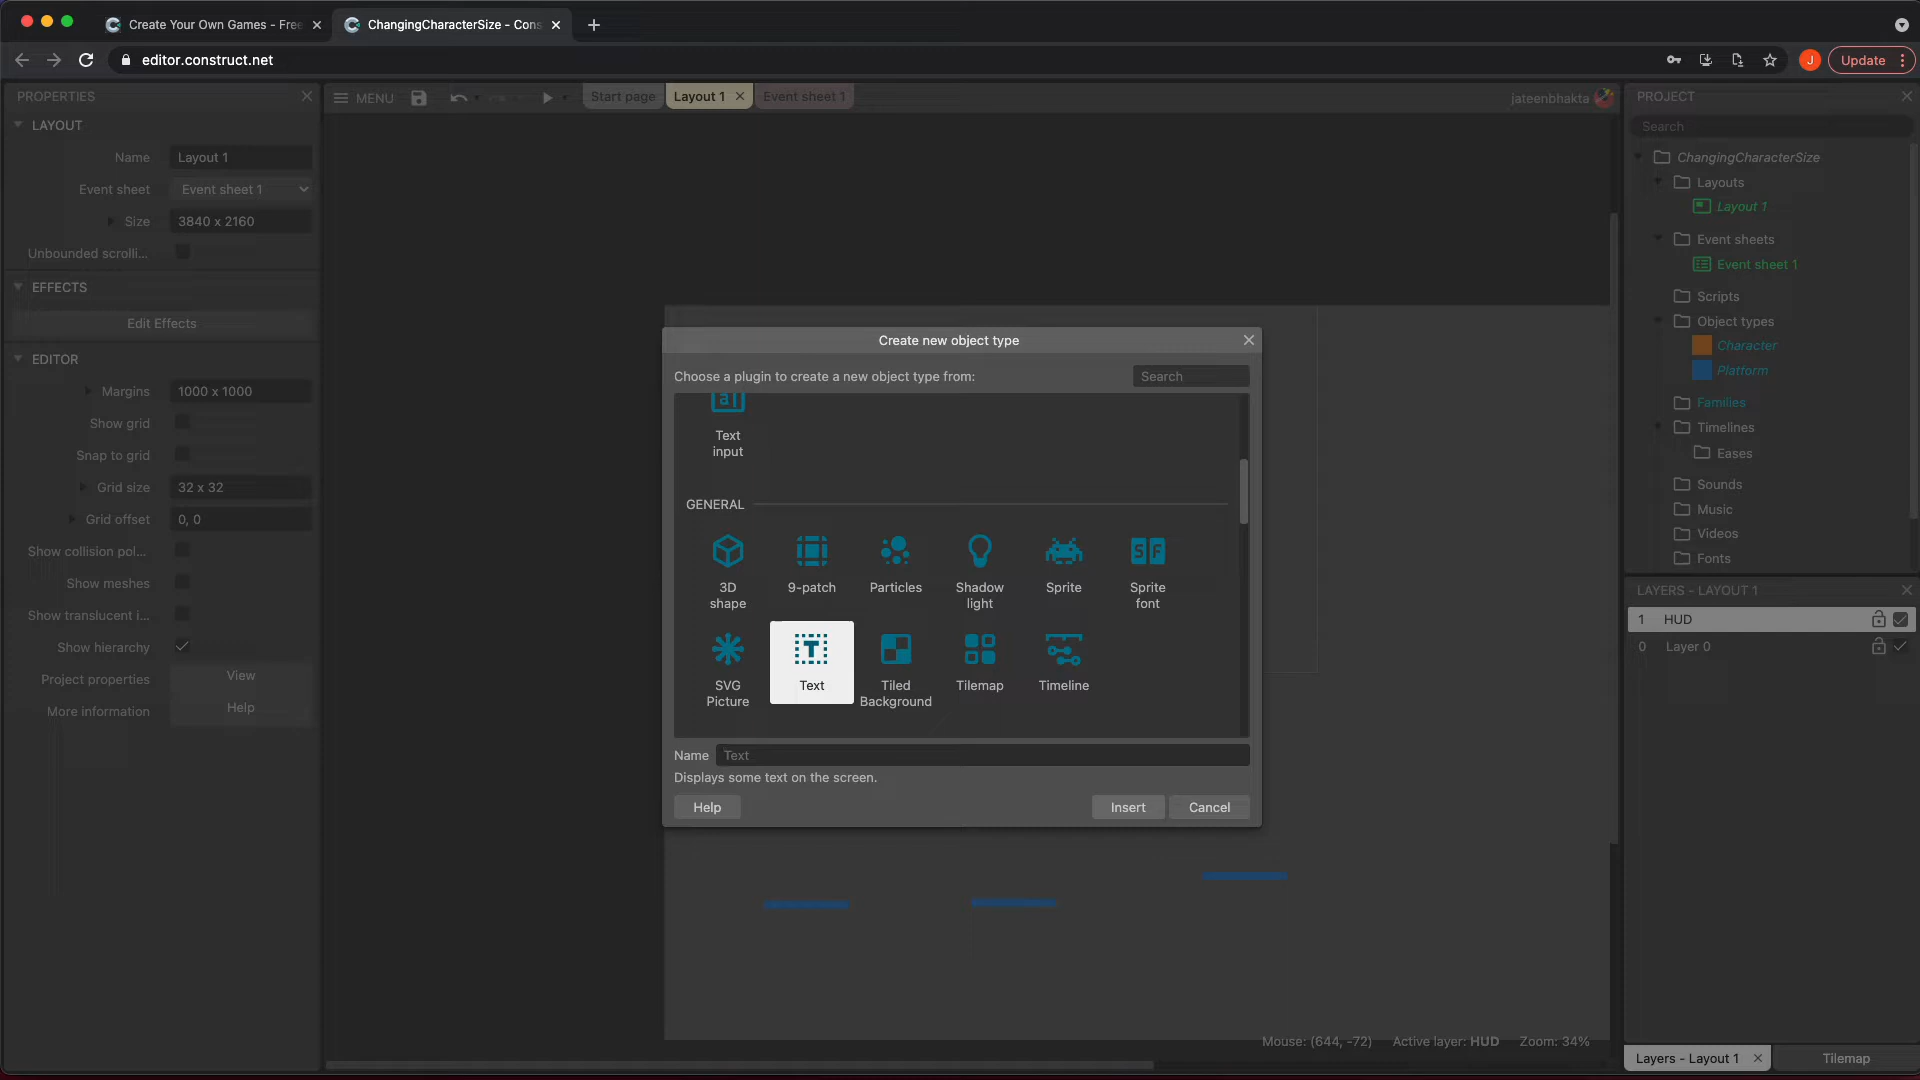 Create Your Own Games - Free
ChangingCharacterSize - Cons
editor.construct.net
J
Update
PROPERTIES
LAYOUT
Name
Layout 1
Event sheet
Event sheet 1
Size
3840 x 2160
Unbounded scrolli...
EFFECTS
Edit Effects
EDITOR
Margins
1000 x 1000
Show grid
Snap to grid
Grid size
32 x 32
Grid offset
0, 0
Show collision pol...
Show meshes
Show translucent i...
Show hierarchy
Project properties
View
More information
Help
MENU
Start page
Layout 1
Event sheet 1
jateenbhakta
Create new object type
Choose a plugin to create a new object type from:
Search
Text
input
GENERAL
3D
shape
9-patch
Particles
Shadow
light
Sprite
Sprite
font
SVG
Picture
Text
Tiled
Background
Tilemap
Timeline
Name
Text
Displays some text on the screen.
Help
Insert
Cancel
Mouse: (644, -72)
Active layer: HUD
Zoom: 34%
PROJECT
Search
ChangingCharacterSize
Layouts
Layout 1
Event sheets
Event sheet 1
Scripts
Object types
Character
Platform
Families
Timelines
Eases
Sounds
Music
Videos
Fonts
LAYERS - LAYOUT 1
1 HUD
0 Layer 0
Layers - Layout 1
Tilemap